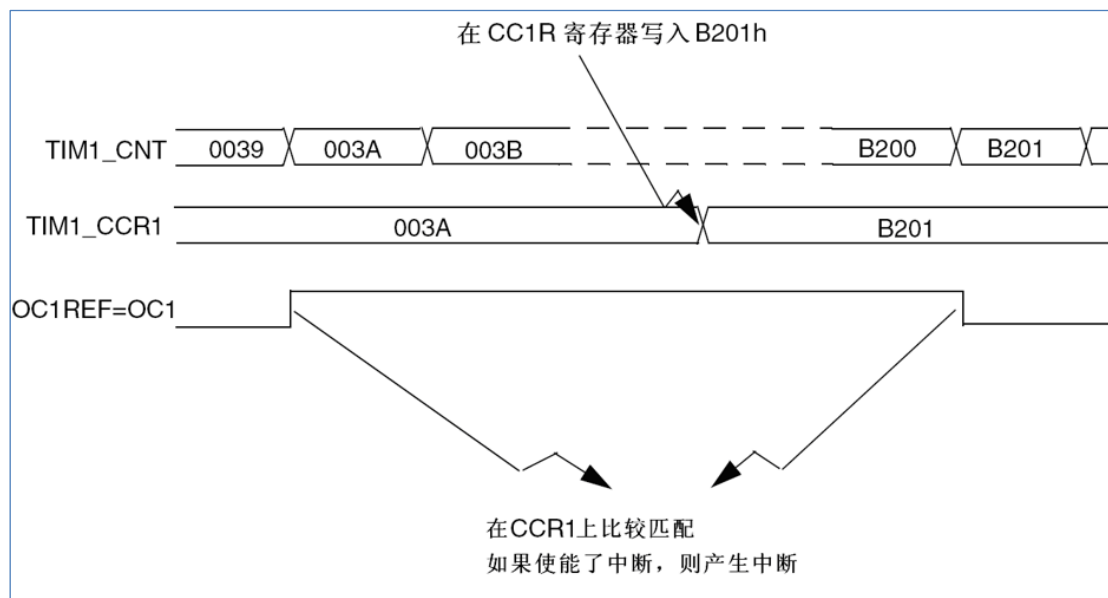 在 CC1R 寄存器写入 B201h
TIM1_CNT 0039 003A 003B B200 B201
TIM1_CCR1 003A B201
OC1REF=OC1
在CCR1上比较匹配
如果使能了中断，则产生中断